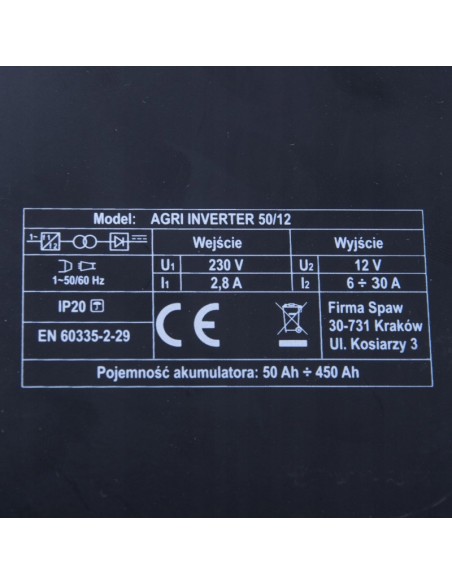 Model: AGRI INVERTER 50/12
1~
Wejście Wyjście
1~50/60 Hz
U1 230 V U2 12 V
I1 2,8 A I2 6 ÷ 30 A
IP20
EN 60335-2-29
CE
Firma Spaw
30-731 Kraków
Ul. Kosiarzy 3
Pojemność akumulatora: 50 Ah ÷ 450 Ah